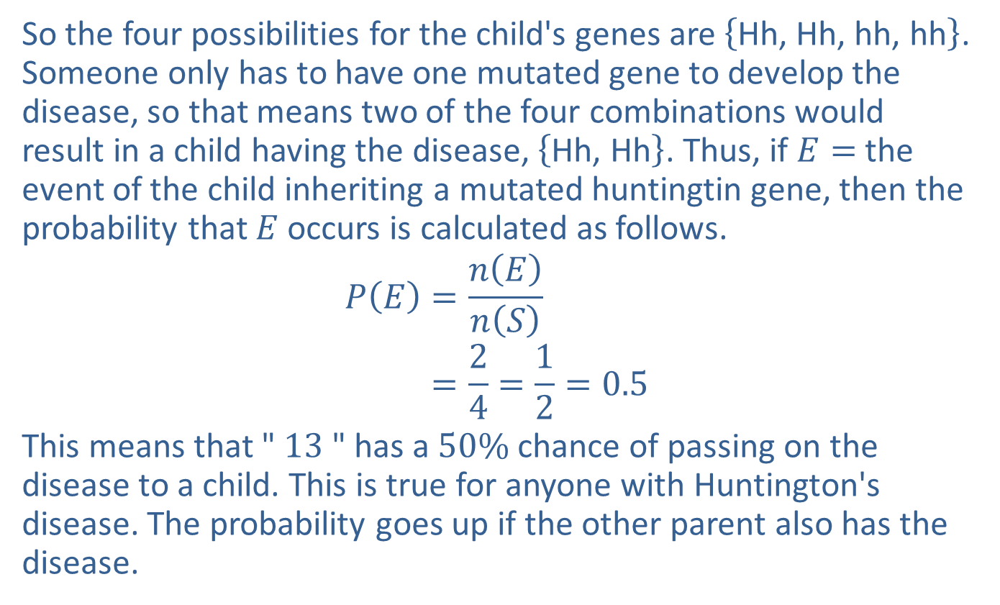 So the four possibilities for the child's genes are {Hh, Hh, hh, hh}.
Someone only has to have one mutated gene to develop the
disease, so that means two of the four combinations would
result in a child having the disease, {Hh, Hh}. Thus, if E = the
event of the child inheriting a mutated huntingtin gene, then the
probability that E occurs is calculated as follows.
P(E) = n(E)/n(S)
= 2/4 = 1/2 = 0.5
This means that " 13 " has a 50% chance of passing on the
disease to a child. This is true for anyone with Huntington's
disease. The probability goes up if the other parent also has the
disease.